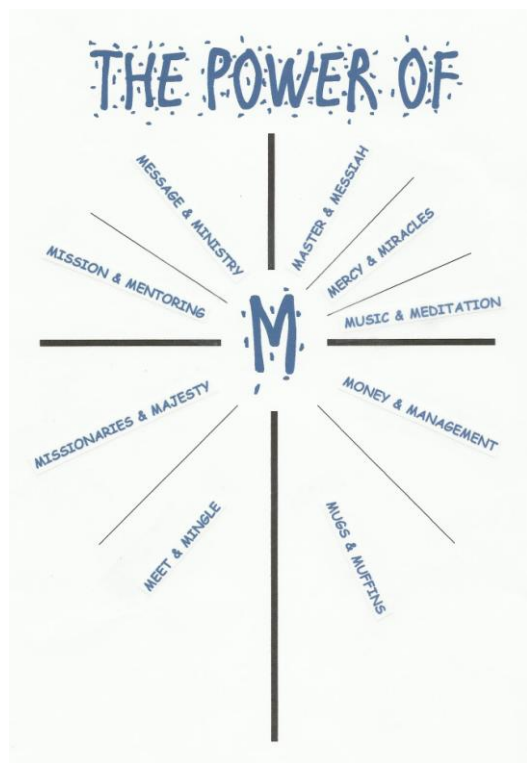 THE POWER OF
MESSAGE & MINISTRY
MASTER & MESSIAH
MERCY & MIRACLES
MISSION & MENTORING
MUSIC & MEDITATION
M
MISSIONARIES & MAJESTY
MONEY & MANAGEMENT
MEET & MINGLE
MUGS & MUFFINS